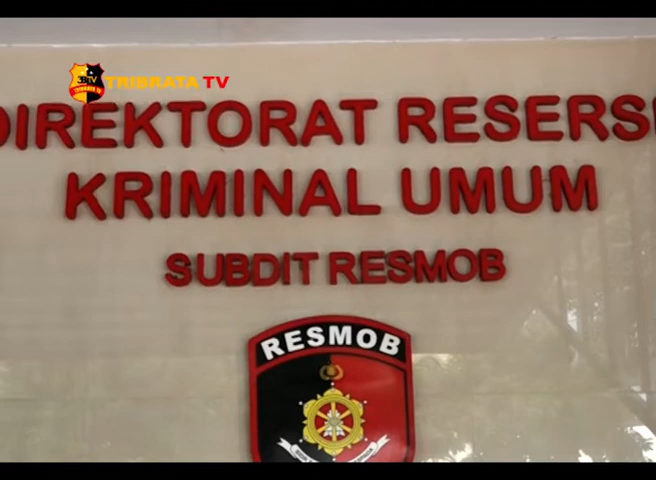 TRIBRATA TV
DIREKTORAT RESERS
KRIMINAL UMUM
SUBDIT RESMOB
RESMOB